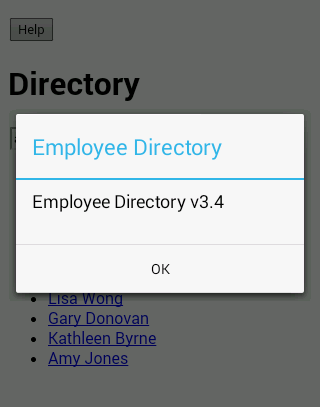 Help
Directory
Employee Directory
Employee Directory v3.4
OK
Lisa Wong
Gary Donovan
Kathleen Byrne
Amy Jones